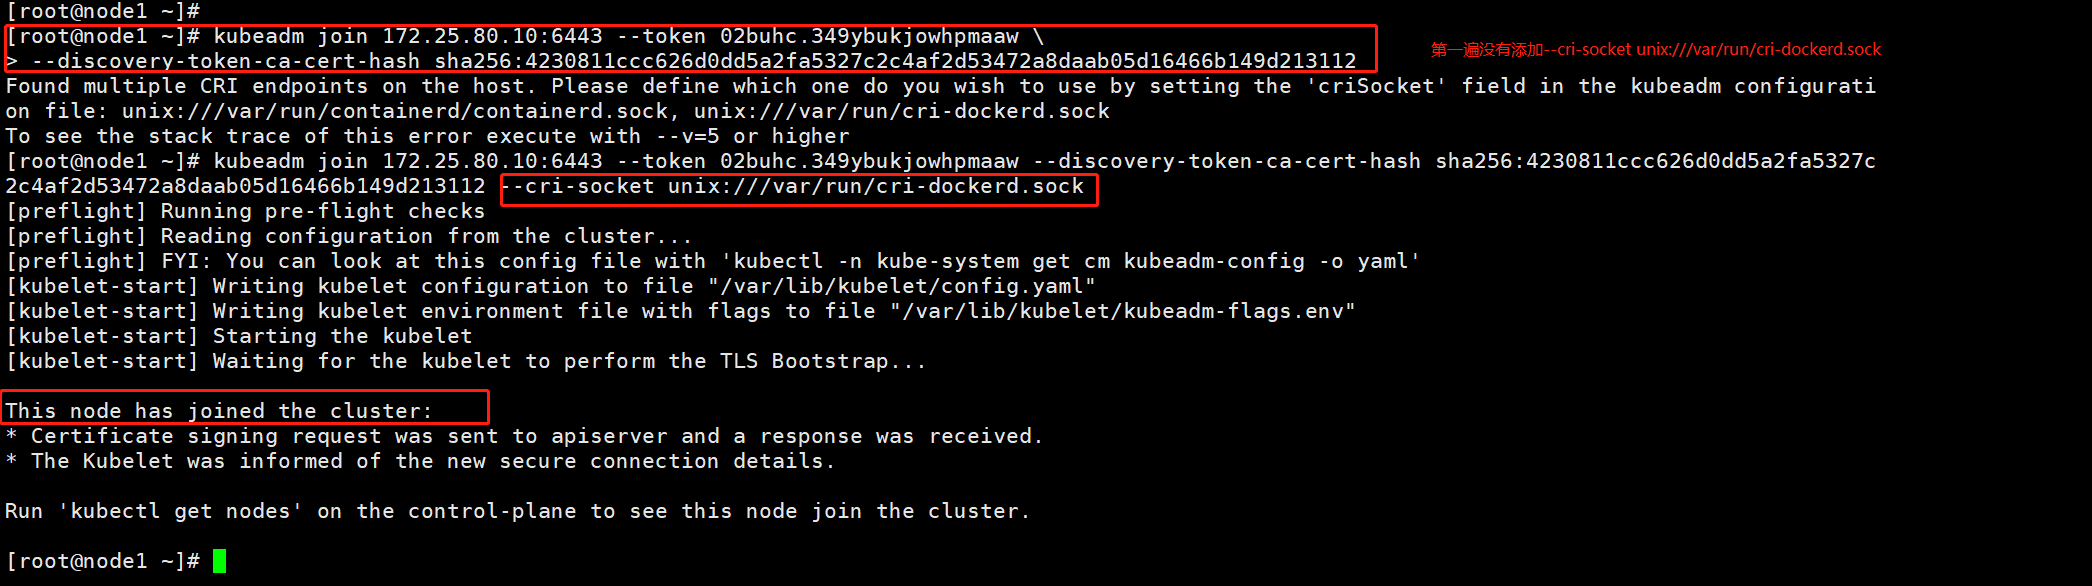 [root@node1 ~]#
[root@node1 ~]# kubeadm join 172.25.80.10:6443 --token 02buhc.349ybukjowhpmaaw \
第一遍没有添加--cri-socket unix:///var/run/cri-dockerd.sock
> --discovery-token-ca-cert-hash sha256:4230811ccc626d0dd5a2fa5327c2c4af2d53472a8daab05d16466b149d213112
Found multiple CRI endpoints on the host. Please define which one do you wish to use by setting the 'criSocket' field in the kubeadm configurati
on file: unix:///var/run/containerd/containerd.sock, unix:///var/run/cri-dockerd.sock
To see the stack trace of this error execute with --v=5 or higher
[root@node1 ~]# kubeadm join 172.25.80.10:6443 --token 02buhc.349ybukjowhpmaaw --discovery-token-ca-cert-hash sha256:4230811ccc626d0dd5a2fa5327c
2c4af2d53472a8daab05d16466b149d213112 --cri-socket unix:///var/run/cri-dockerd.sock
[preflight] Running pre-flight checks
[preflight] Reading configuration from the cluster...
[preflight] FYI: You can look at this config file with 'kubectl -n kube-system get cm kubeadm-config -o yaml'
[kubelet-start] Writing kubelet configuration to file "/var/lib/kubelet/config.yaml"
[kubelet-start] Writing kubelet environment file with flags to file "/var/lib/kubelet/kubeadm-flags.env"
[kubelet-start] Starting the kubelet
[kubelet-start] Waiting for the kubelet to perform the TLS Bootstrap...
This node has joined the cluster:
* Certificate signing request was sent to apiserver and a response was received.
* The Kubelet was informed of the new secure connection details.
Run 'kubectl get nodes' on the control-plane to see this node join the cluster.
[root@node1 ~]#